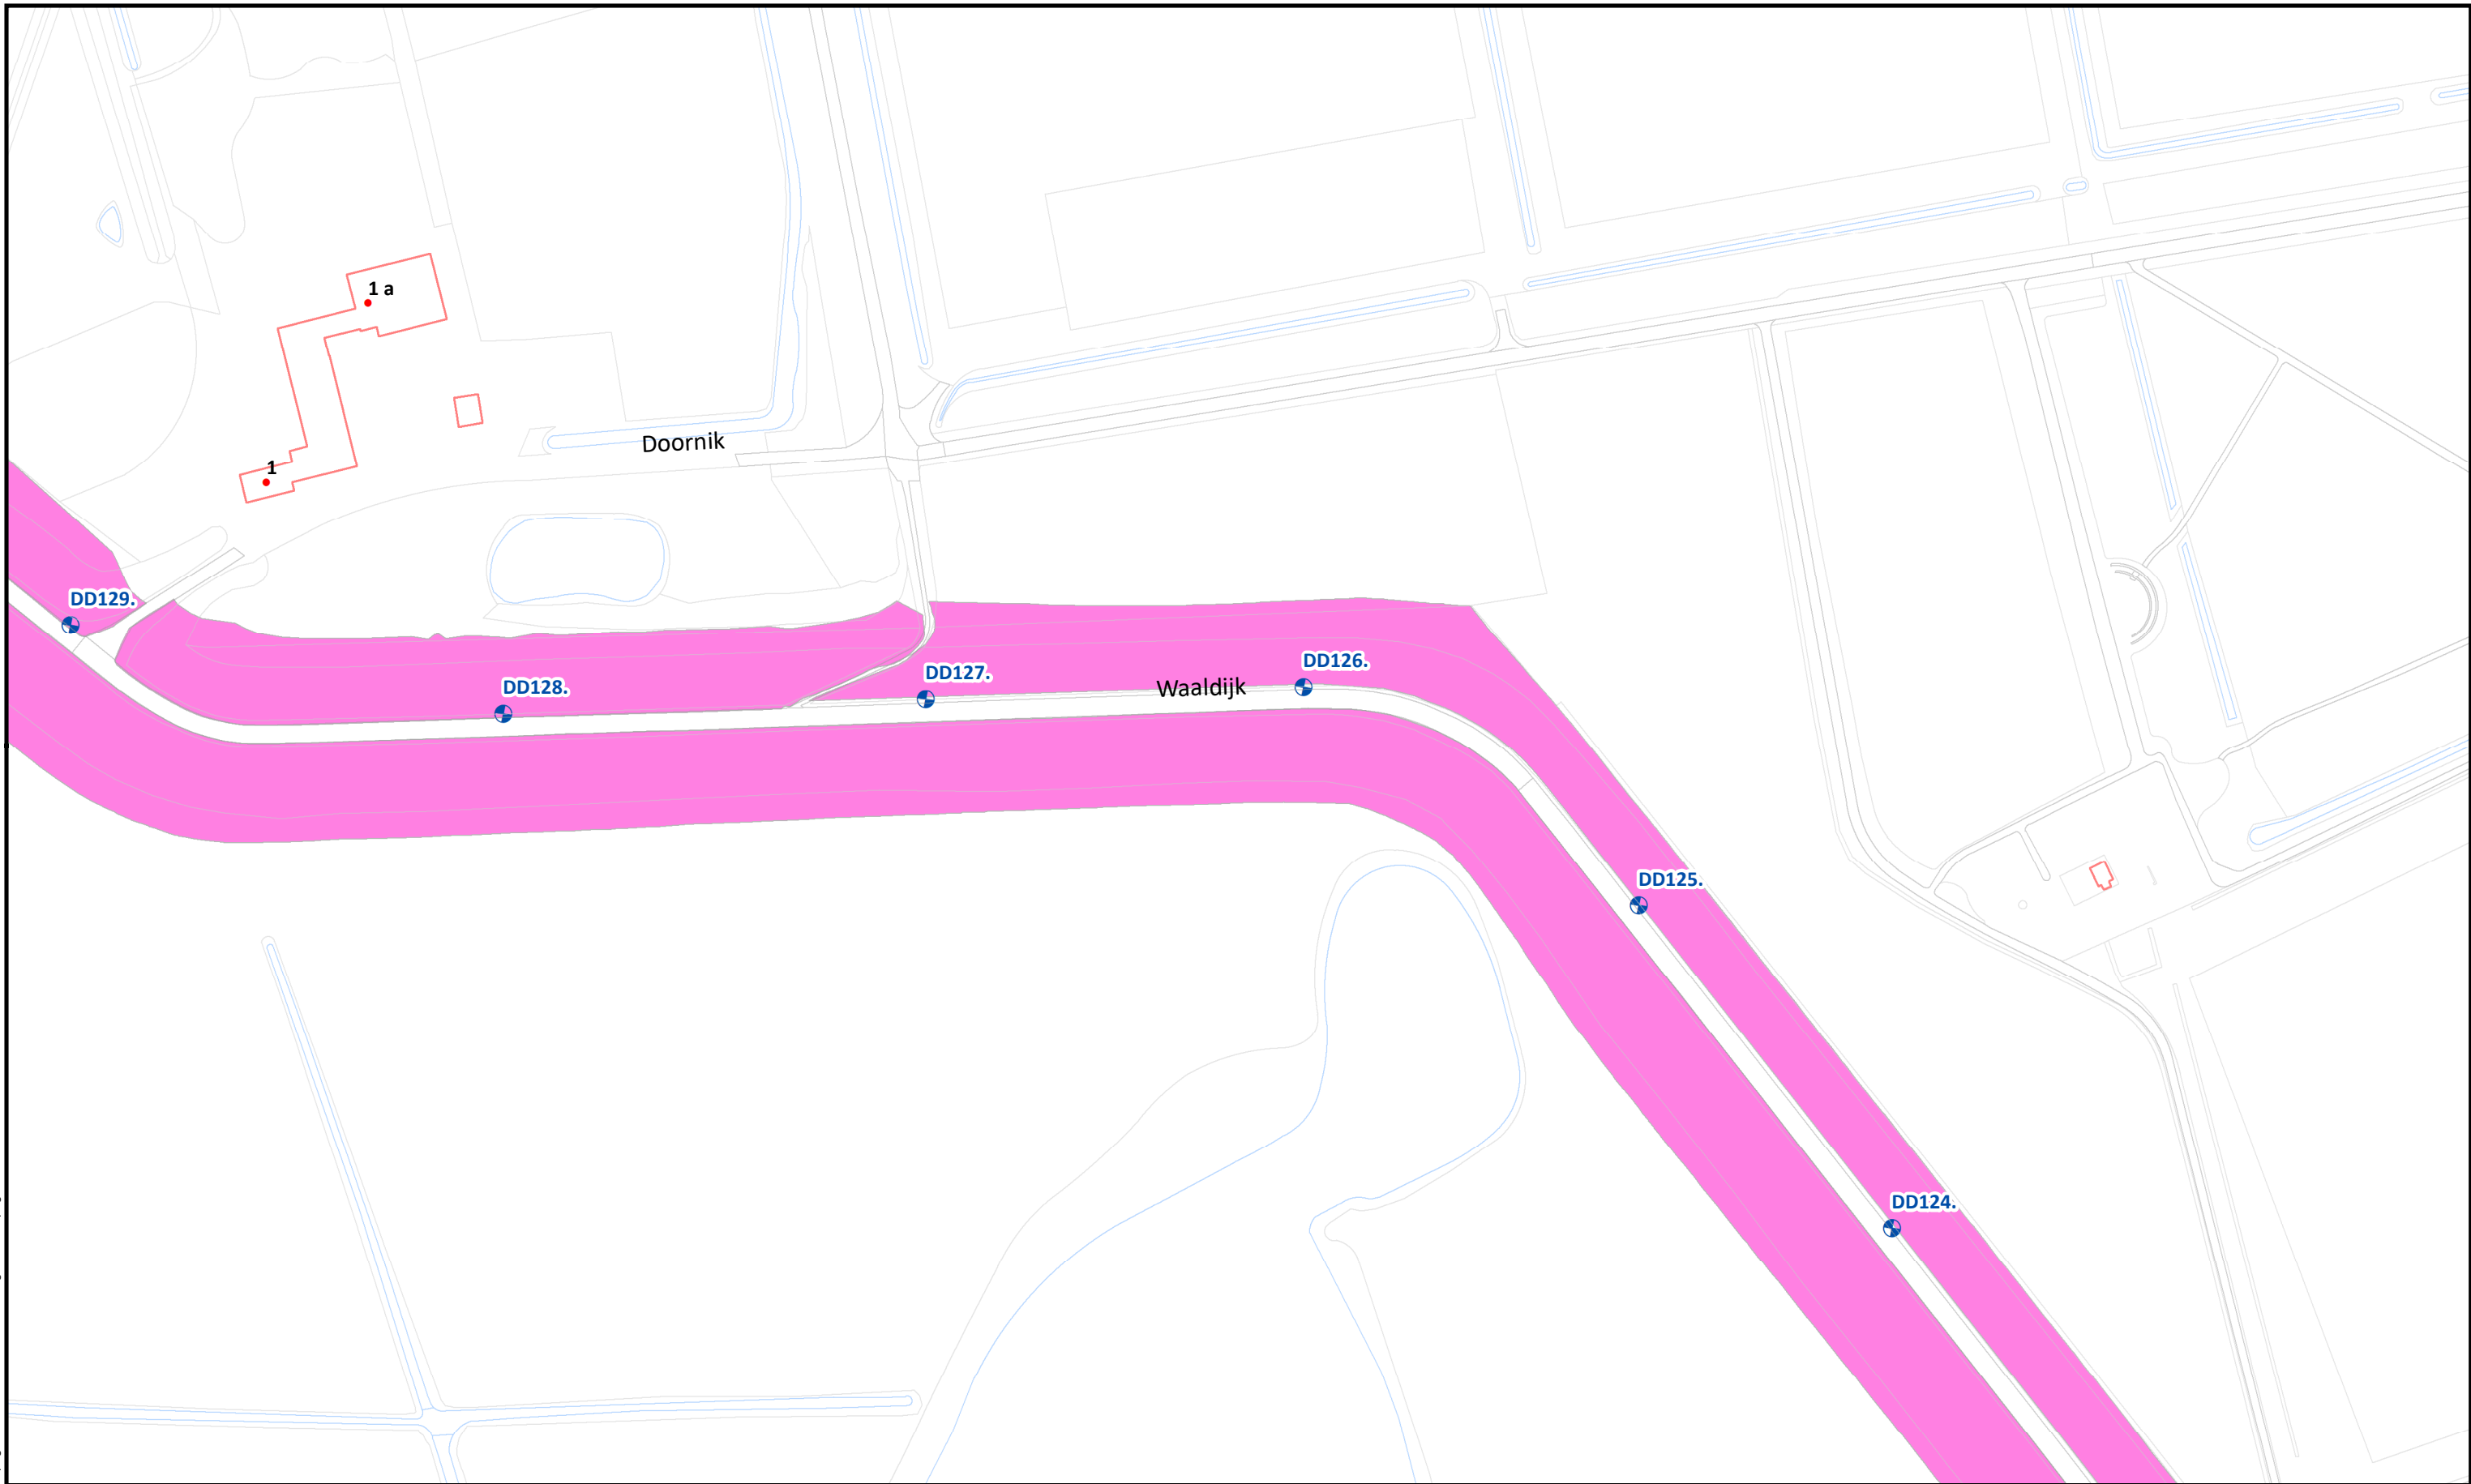 1 a
Doornik
1
DD129.
DD128.
DD127.
DD126.
Waaldijk
DD125.
DD124.